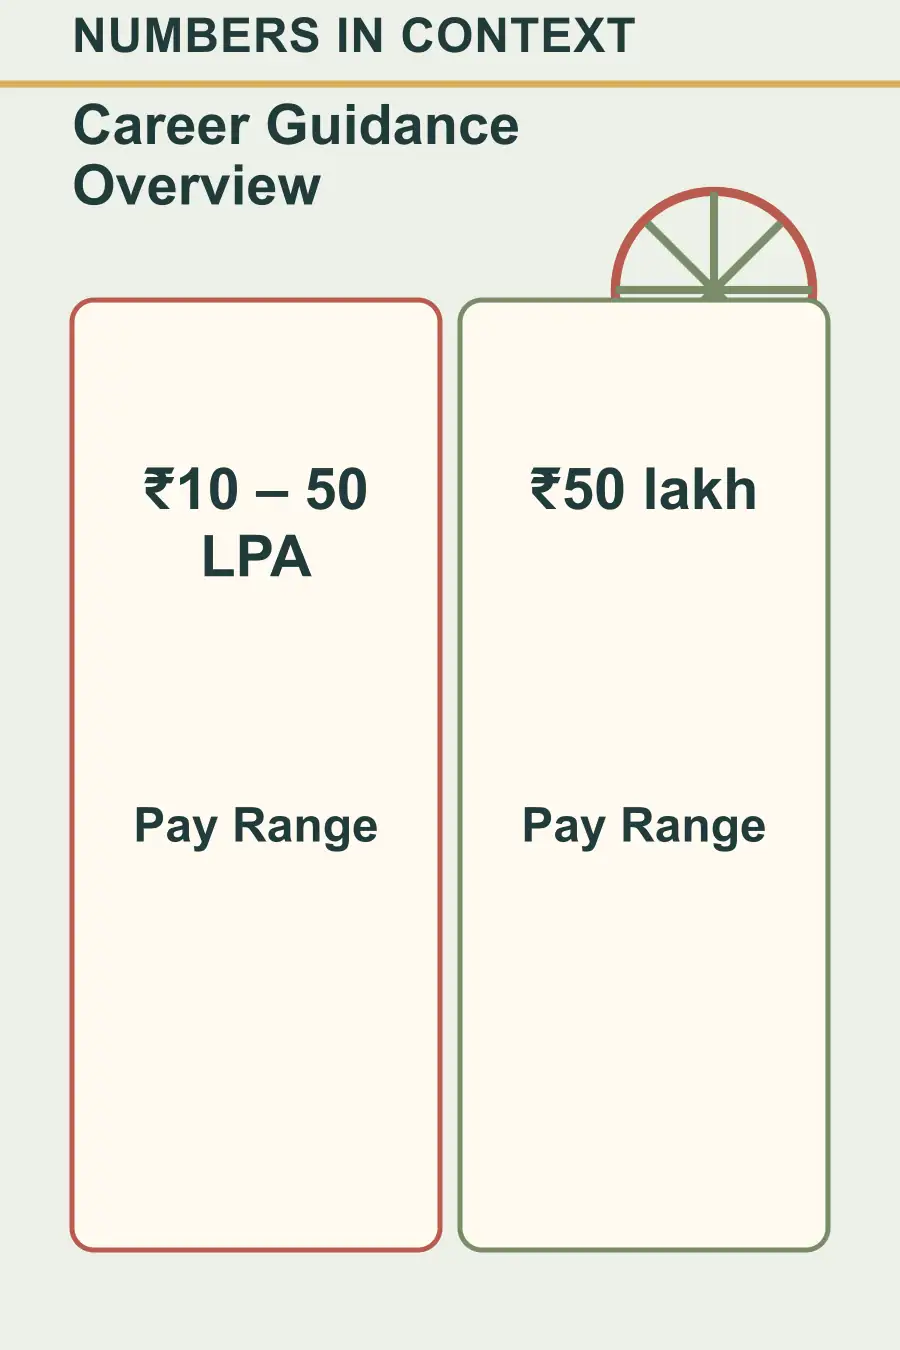 NUMBERS IN CONTEXT
Career Guidance
Overview
₹10 – 50
LPA
Pay Range
₹50 lakh
Pay Range